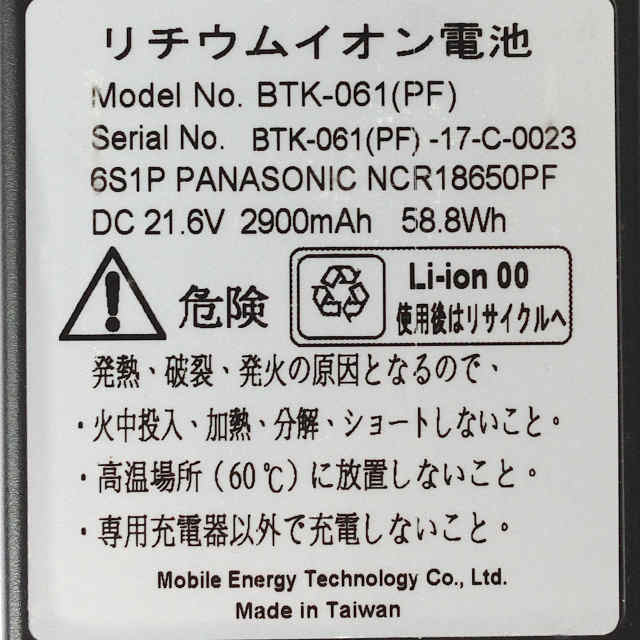 リチウムイオン電池
Model No. BTK-061(PF)
Serial No. BTK-061(PF) -17-C-0023
6S1P PANASONIC NCR18650PF
DC 21.6V 2900mAh 58.8Wh
危険
Li-ion 00
使用後はリサイクルへ
発熱、破裂、発火の原因となるので、
・火中投入、加熱、分解、ショートしないこと。
・高温場所（60℃）に放置しないこと。
・専用充電器以外で充電しないこと。
Mobile Energy Technology Co., Ltd.
Made in Taiwan